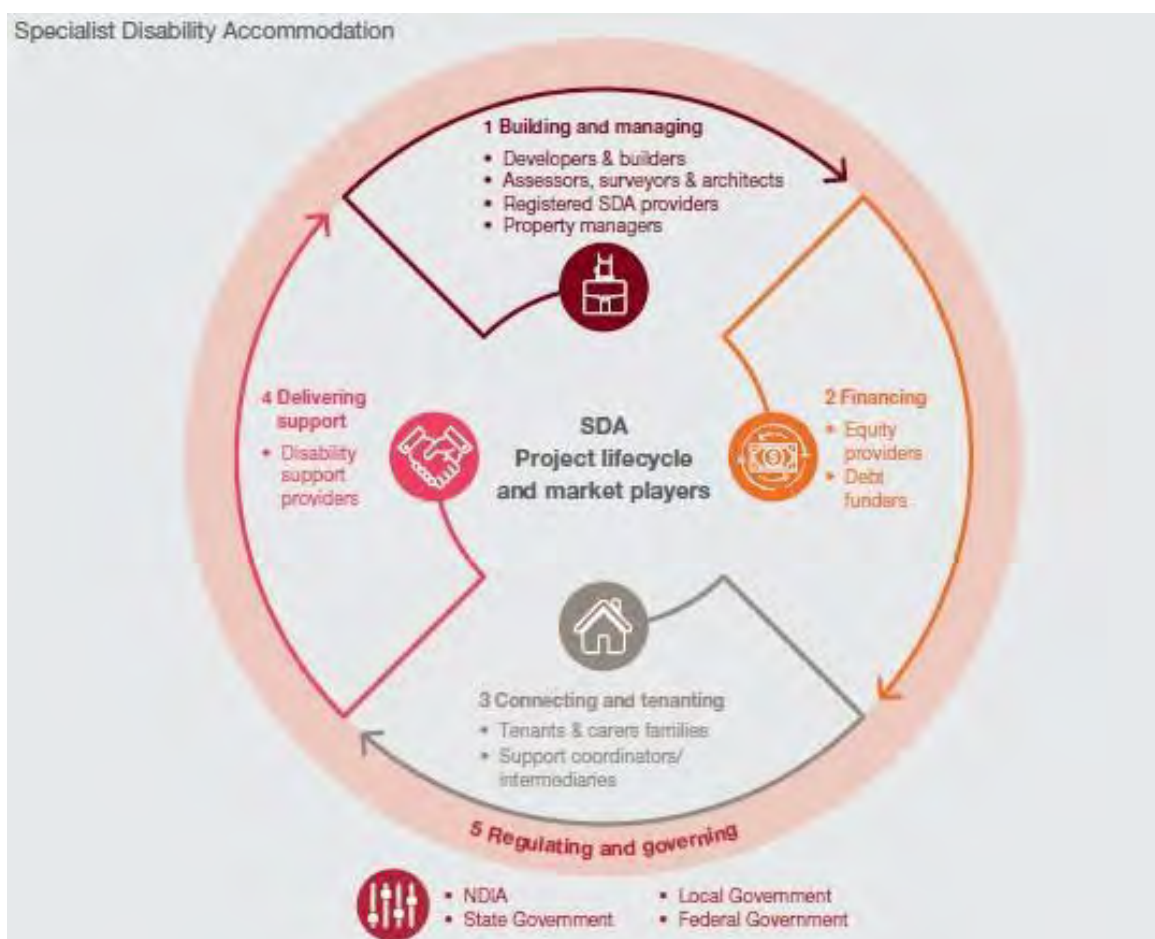 Specialist Disability Accommodation
1 Building and managing
• Developers & builders
• Assessors, surveyors & architects
• Registered SDA providers
• Property managers
2 Financing
• Equity
providers
• Debt
funders
SDA
Project lifecycle
and market players
4 Delivering
support
• Disability
support
providers
3 Connecting and tenanting
• Tenants & carers families
• Support coordinators/
intermediaries
5 Regulating and governing
• NDIA
• State Government
• Local Government
• Federal Government